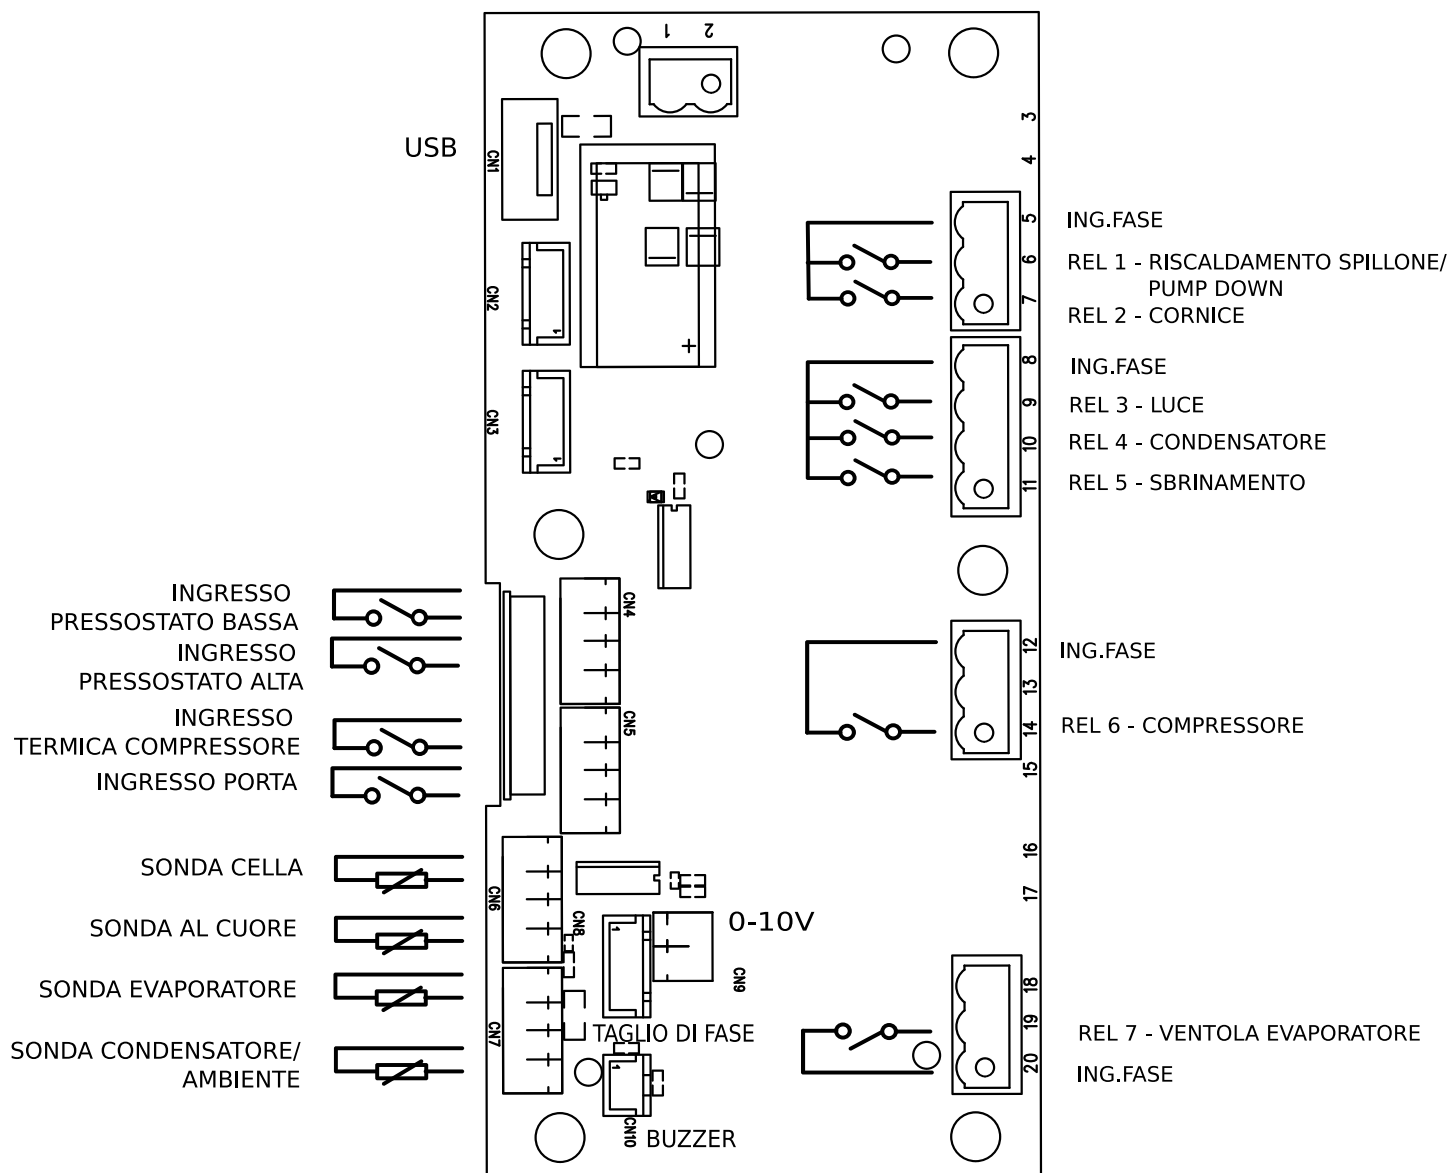 1 2
USB
CN1
3
4
5
ING.FASE
6
REL 1 - RISCALDAMENTO SPILLONE/
PUMP DOWN
7
REL 2 - CORNICE
CN2
1
8
ING.FASE
9
REL 3 - LUCE
CN3
1
10
REL 4 - CONDENSATORE
11
REL 5 - SBRINAMENTO
INGRESSO
PRESSOSTATO BASSA
INGRESSO
PRESSOSTATO ALTA
CN4
12
ING.FASE
13
INGRESSO
TERMICA COMPRESSORE
INGRESSO PORTA
CN5
14
REL 6 - COMPRESSORE
15
16
17
SONDA CELLA
SONDA AL CUORE
SONDA EVAPORATORE
SONDA CONDENSATORE/
AMBIENTE
CN6
CN8
1
0-10V
CN9
CN7
TAGLIO DI FASE
18
19
REL 7 - VENTOLA EVAPORATORE
20
ING.FASE
1
CN10
BUZZER